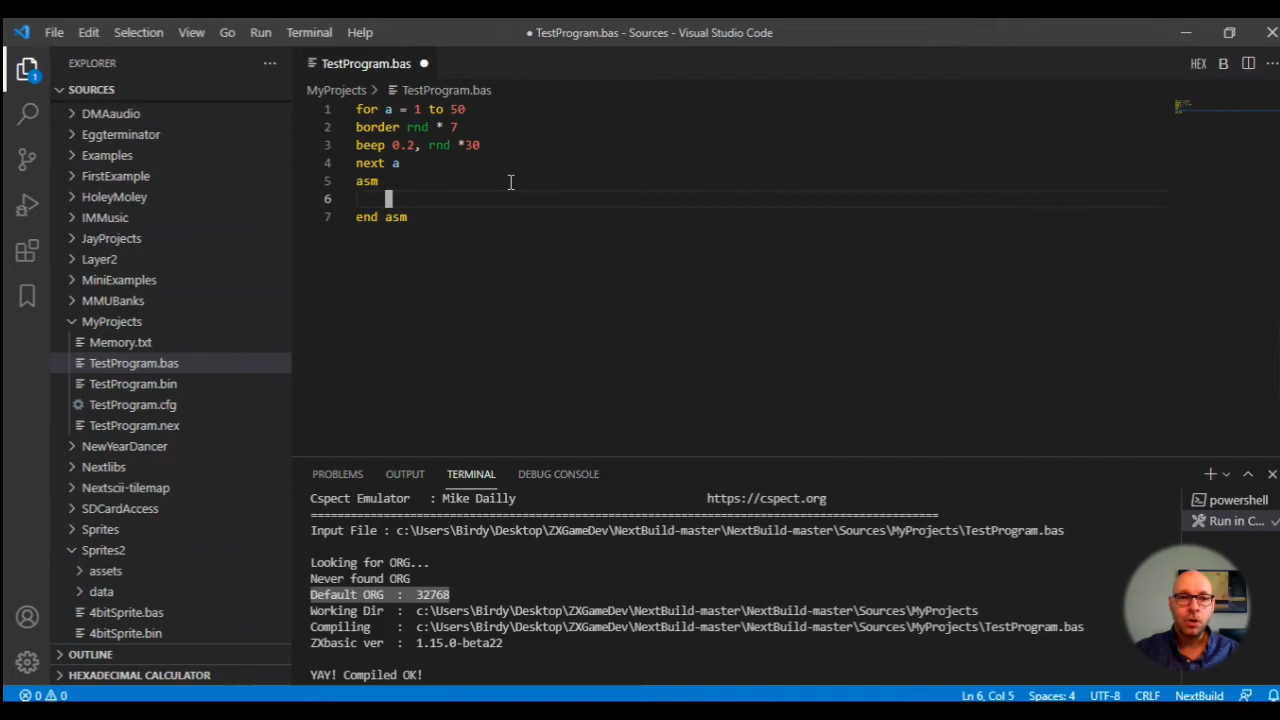 File Edit Selection View Go Run Terminal Help
● TestProgram.bas - Sources - Visual Studio Code
EXPLORER
SOURCES
DMAaudio
Eggterminator
Examples
FirstExample
HoleyMoley
IMMusic
JayProjects
Layer2
MiniExamples
MMUBanks
MyProjects
Memory.txt
TestProgram.bas
TestProgram.bin
TestProgram.cfg
TestProgram.nex
NewYearDancer
Nextlibs
Nextscii-tilemap
SDCardAccess
Sprites
Sprites2
assets
data
4bitSprite.bas
4bitSprite.bin
OUTLINE
HEXADECIMAL CALCULATOR
1
TestProgram.bas ●
HEX B
MyProjects > TestProgram.bas
1 for a = 1 to 50
2 border rnd * 7
3 beep 0.2, rnd *30
4 next a
5 asm
6
7 end asm
PROBLEMS OUTPUT TERMINAL DEBUG CONSOLE
Cspect Emulator : Mike Dailly https://cspect.org
====================================================================================
Input File : c:\Users\Birdy\Desktop\ZXGameDev\NextBuild-master\NextBuild-master\Sources\MyProjects\TestProgram.bas
Looking for ORG...
Never found ORG
Default ORG : 32768
Working Dir : c:\Users\Birdy\Desktop\ZXGameDev\NextBuild-master\NextBuild-master\Sources\MyProjects
Compiling : c:\Users\Birdy\Desktop\ZXGameDev\NextBuild-master\NextBuild-master\Sources\MyProjects\TestProgram.bas
ZXbasic ver : 1.15.0-beta22
YAY! Compiled OK!
powershell
Run in C...
0 0
Ln 6, Col 5 Spaces: 4 UTF-8 CRLF NextBuild